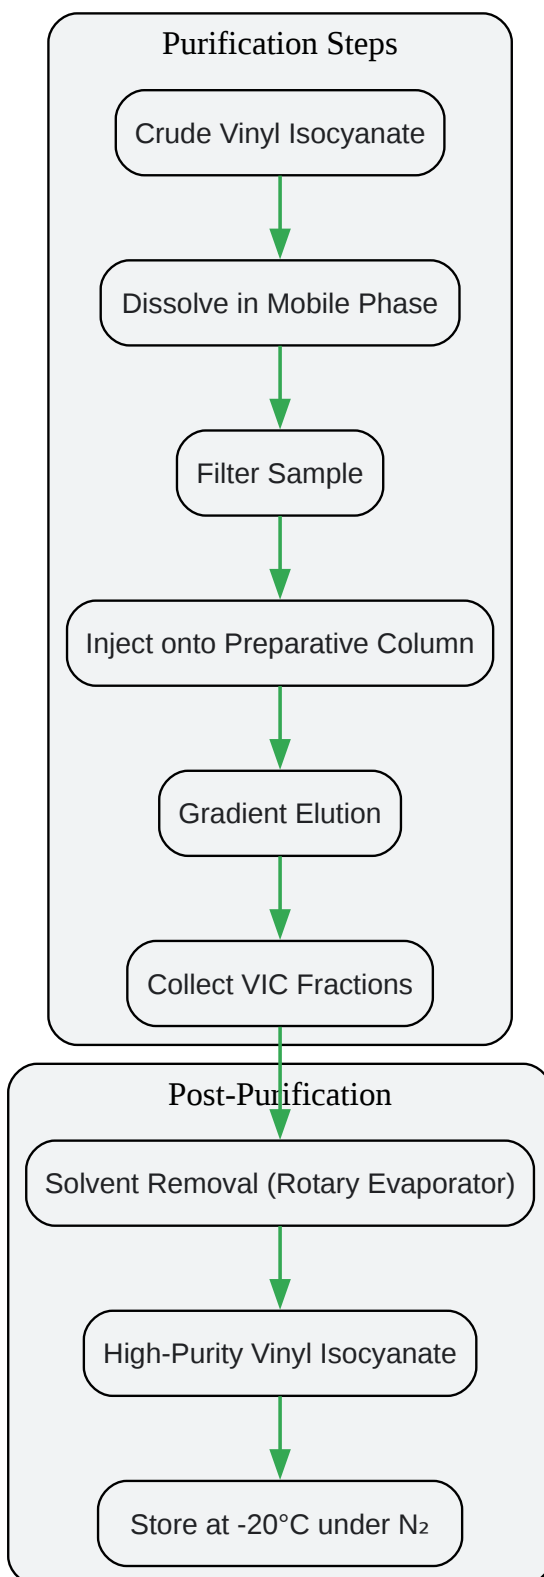 Purification Steps
Crude Vinyl Isocyanate
Dissolve in Mobile Phase
Filter Sample
Inject onto Preparative Column
Gradient Elution
Collect VIC Fractions
Post-Purification
Solvent Removal (Rotary Evaporator)
High-Purity Vinyl Isocyanate
Store at -20°C under N₂